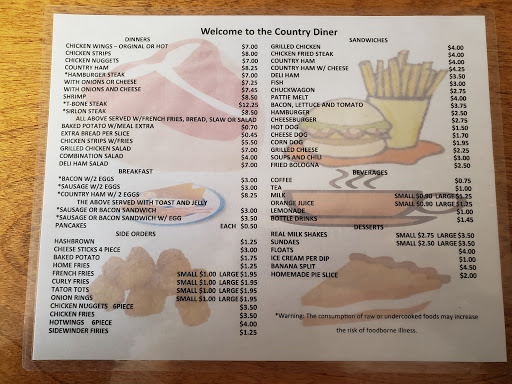 Welcome to the Country Diner
DINNERS
CHICKEN WINGS – ORGINAL OR HOT $7.00
CHICKEN STRIPS $8.00
CHICKEN NUGGETS $7.00
COUNTRY HAM $8.25
*HAMBURGER STEAK $7.00
WITH ONIONS OR CHEESE $7.25
WITH ONIONS AND CHEESE $7.45
SHRIMP $8.50
*T-BONE STEAK $12.25
*SIRLON STEAK $8.50
ALL ABOVE SERVED W/FRENCH FRIES, BREAD, SLAW OR SALAD
BAKED POTATO W/MEAL EXTRA $0.70
EXTRA BREAD PER SLICE $0.45
CHICKEN STRIPS W/FRIES $5.50
GRILLED CHICKEN SALAD $7.00
COMBINATION SALAD $4.00
DELI HAM SALAD $7.00
BREAKFAST
*BACON W/2 EGGS $3.00
*SAUSAGE W/2 EGGS $3.00
*COUNTRY HAM W/ 2 EGGS $8.25
THE ABOVE SERVED WITH TOAST AND JELLY
*SAUSAGE OR BACON SANDWICH $3.00
*SAUSAGE OR BACON SANDWICH W/ EGG $3.50
PANCAKES EACH $0.50
SIDE ORDERS
HASHBROWN $1.25
CHEESE STICKS 4 PIECE $3.00
BAKED POTATO $1.75
HOME FRIES $1.25
FRENCH FRIES SMALL $1.00 LARGE $1.95
CURLY FRIES SMALL $1.00 LARGE $1.95
TATOR TOTS SMALL $1.00 LARGE $1.95
ONION RINGS SMALL $1.00 LARGE $1.95
CHICKEN NUGGETS 6PIECE $3.50
CHICKEN FRIES $3.50
HOTWINGS 6PIECE $4.00
SIDEWINDER FIRIES $1.25
SANDWICHES
GRILLED CHICKEN $4.00
CHICKEN FRIED STEAK $4.00
COUNTRY HAM $4.00
COUNTRY HAM W/ CHEESE $4.25
DELI HAM $3.50
FISH $3.00
CHUCKWAGON $2.75
PATTIE MELT $4.00
BACON, LETTUCE AND TOMATO $3.75
HAMBURGER $2.50
CHEESEBURGER $2.75
HOT DOG $1.50
CHEESE DOG $1.70
CORN DOG $1.95
GRILLED CHEESE $2.25
SOUPS AND CHILI $3.00
FRIED BOLOGNA $2.50
BEVERAGES
COFFEE $0.75
TEA $1.00
MILK SMALL $0.90 LARGE $1.25
ORANGE JUICE SMALL $0.90 LARGE $1.25
LEMONADE $1.00
BOTTLE DRINKS $1.45
DESSERTS
REAL MILK SHAKES SMALL $2.75 LARGE $3.50
SUNDAES SMALL $2.50 LARGE $3.50
FLOATS $4.00
ICE CREAM PER DIP $1.00
BANANA SPLIT $4.50
HOMEMADE PIE SLICE $2.00
*Warning: The consumption of raw or undercooked foods may increase
the risk of foodborne illness.